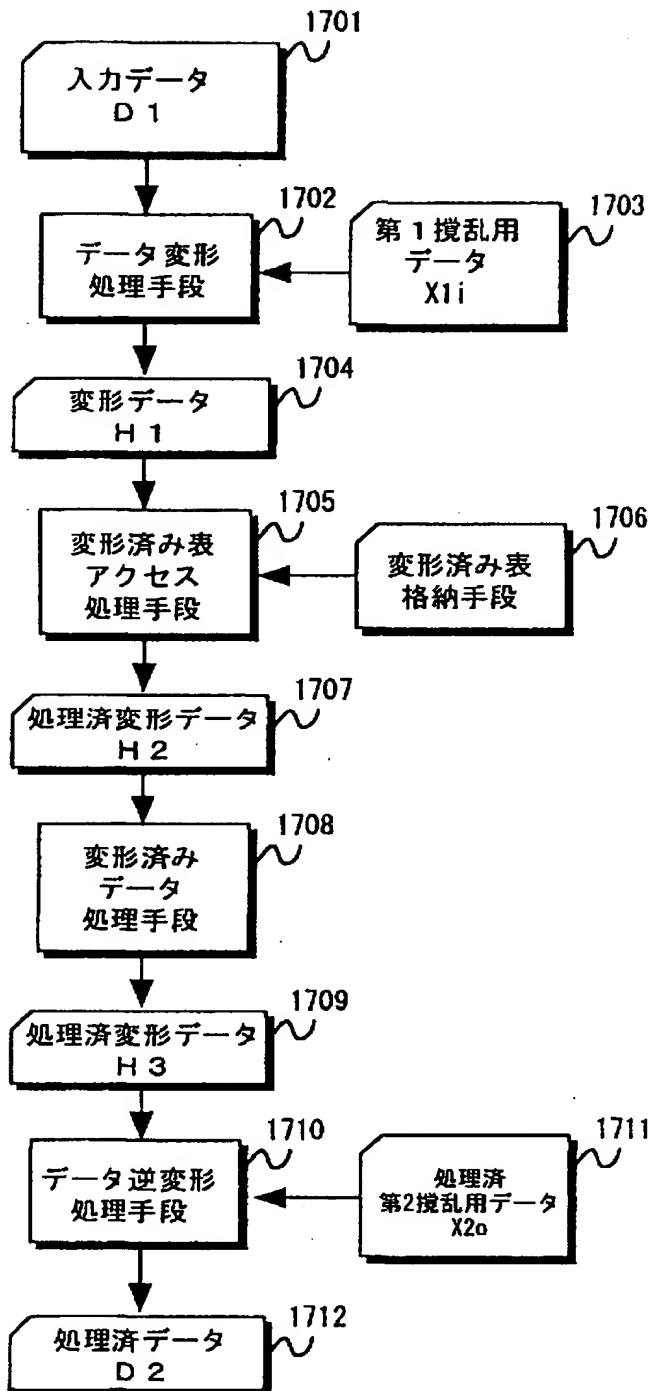 1701
入力データ
D1
1702
データ変形
処理手段
1703
第1撹乱用
データ
X1i
1704
変形データ
H1
1705
変形済み表
アクセス
処理手段
1706
変形済み表
格納手段
1707
処理済変形データ
H2
1708
変形済み
データ
処理手段
1709
処理済変形データ
H3
1710
データ逆変形
処理手段
1711
処理済
第2撹乱用データ
X2o
1712
処理済データ
D2